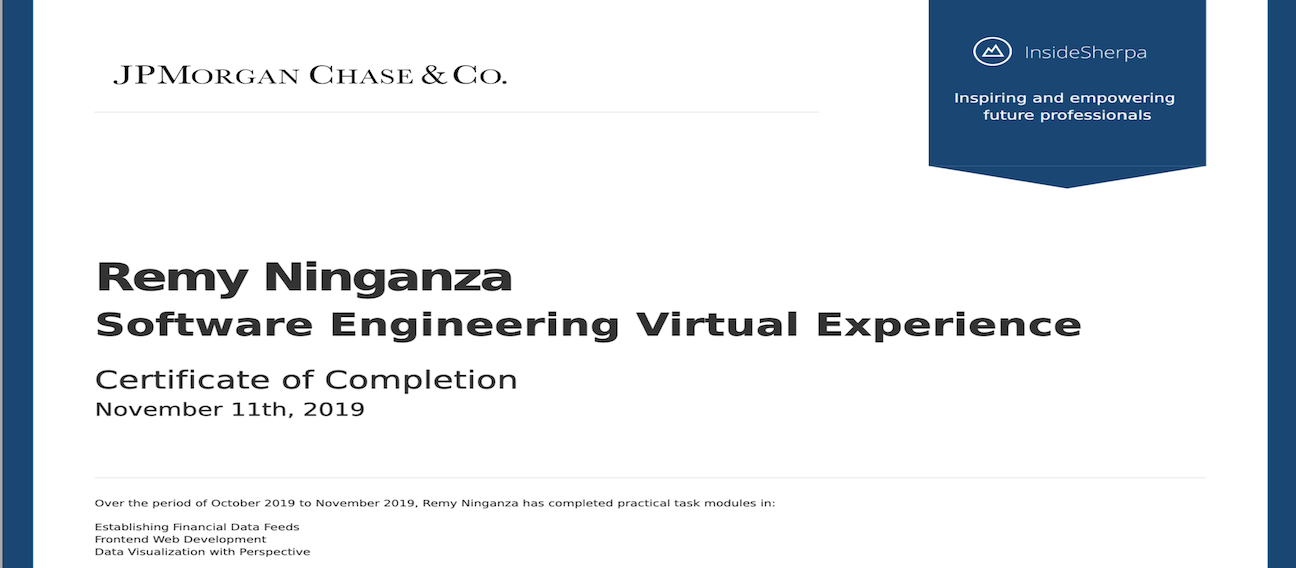 JPMORGAN CHASE & CO.
InsideSherpa
Inspiring and empowering
future professionals
Remy Ninganza
Software Engineering Virtual Experience
Certificate of Completion
November 11th, 2019
Over the period of October 2019 to November 2019, Remy Ninganza has completed practical task modules in:
Establishing Financial Data Feeds
Frontend Web Development
Data Visualization with Perspective